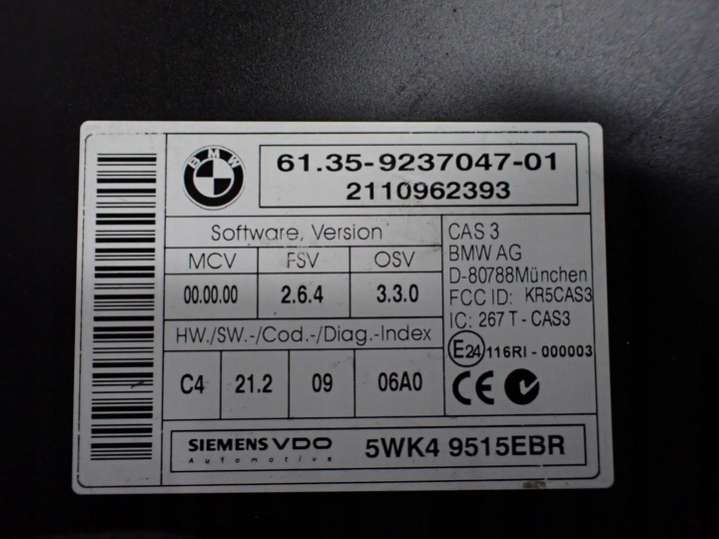 BMW
61.35-9237047-01
2110962393
Software, Version
MCV FSV OSV
00.00.00 2.6.4 3.3.0
HW./SW.-/Cod.-/Diag.-Index
C4 21.2 09 06A0
CAS 3
BMW AG
D-80788München
FCC ID: KR5CAS3
IC: 267 T - CAS3
E24 116RI - 000003
CE
SIEMENS VDO
Automotive
5WK4 9515EBR